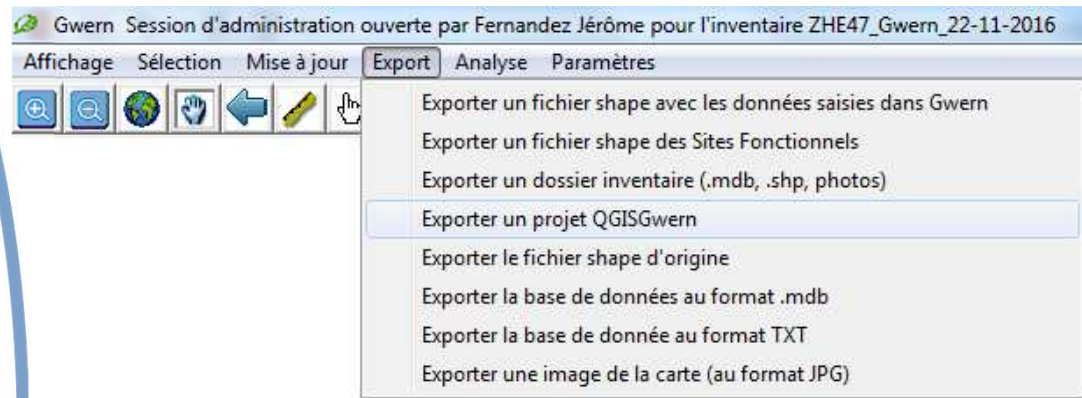 Gwern Session d'administration ouverte par Fernandez Jérôme pour l'inventaire ZHE47_Gwern_22-11-2016
Affichage Sélection Mise à jour Export Analyse Paramètres
Exporter un fichier shape avec les données saisies dans Gwern
Exporter un fichier shape des Sites Fonctionnels
Exporter un dossier inventaire (.mdb, .shp, photos)
Exporter un projet QGISGwern
Exporter le fichier shape d'origine
Exporter la base de données au format .mdb
Exporter la base de donnée au format TXT
Exporter une image de la carte (au format JPG)